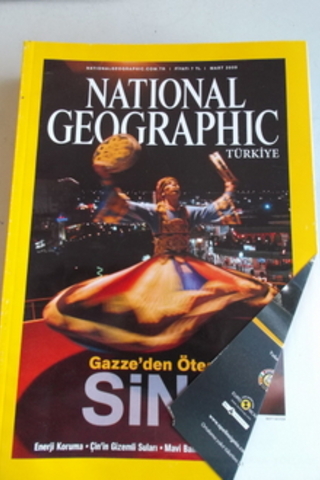 NATIONALGEOGRAPHIC.COM.TR | FİYATI 7 TL | MART 2009
NATIONAL
GEOGRAPHIC
TÜRKİYE
Gazze'den Öte
SİN
Enerji Koruma • Çin'in Gizemli Suları • Mavi